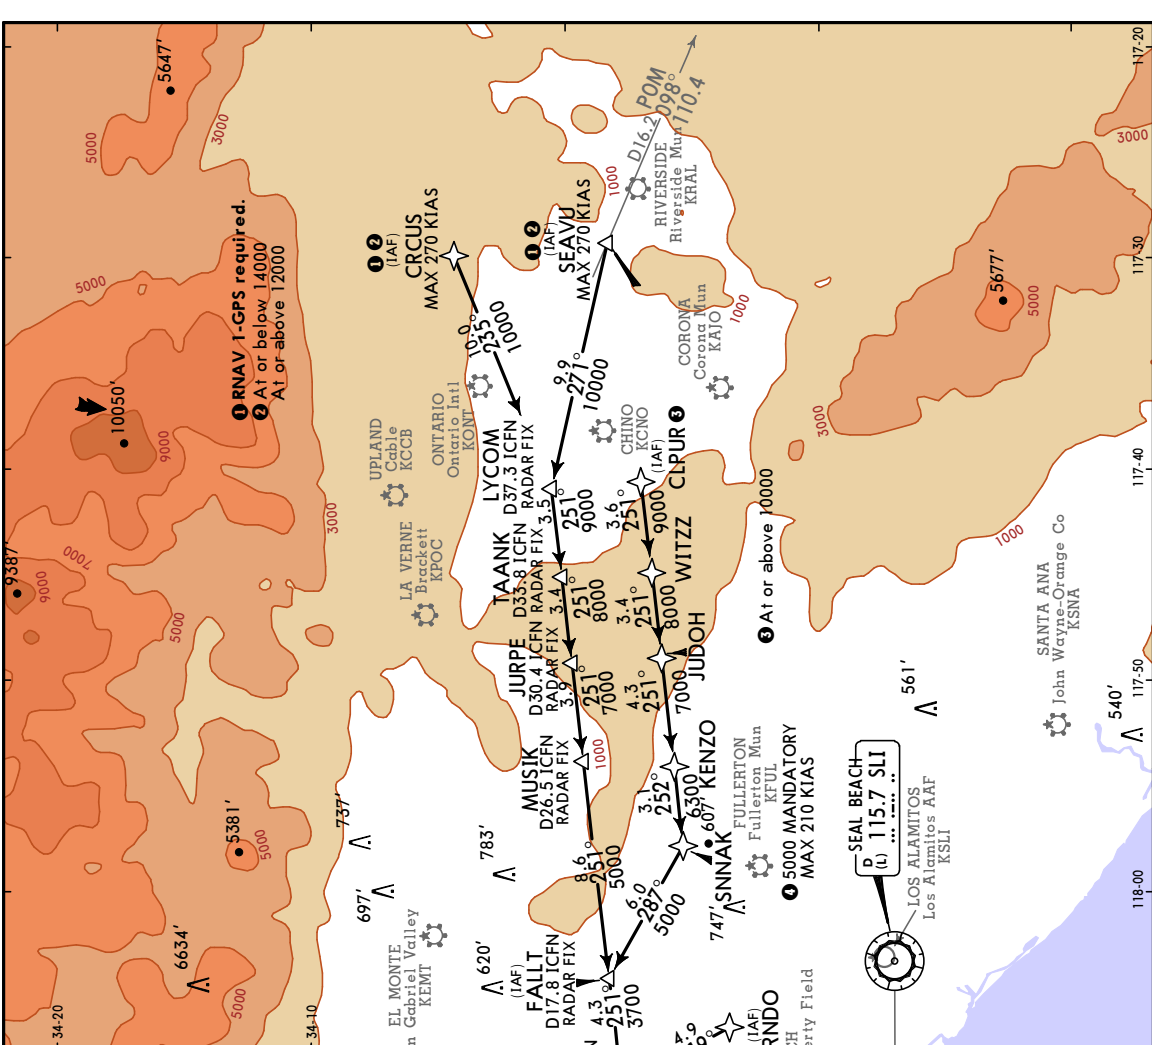 117-20
5647'
5000
3000
5000
❶ RNAV 1-GPS required.
❷ At or below 14000
At or above 12000
❶ ❷
(IAF)
CRCUS
MAX 270 KIAS
❶ ❷
(IAF)
SEAVU
MAX 270 KIAS
D16.2 POM
098°
110.4
1000
RIVERSIDE
Riverside Mun
KRAL
3000
117-30
5677'
5000
1000
CORONA
Corona Mun
KAJO
10.0
235°
10000
9.9
271°
10000
ONTARIO
Ontario Intl
KONT
UPLAND
Cable
KCCB
CHINO
KCNO
10050'
9000
3000
117-40
LYCOM
D37.3 ICFN
RADAR FIX
3.5
251°
9000
CLPUR ❸
(IAF)
3.6
251°
9000
❸ At or above 10000
1000
9387'
9000
7000
3000
5000
LA VERNE
Brackett
KPOC
TAANK
D33.8 ICFN
RADAR FIX
3.4
251°
8000
WITZZ
3.4
251°
8000
SANTA ANA
John Wayne-Orange Co
KSNA
JURPE
D30.4 ICFN
RADAR FIX
3.9
251°
7000
JUDOH
4.3
251°
7000
117-50
561'
540'
MUSIK
D26.5 ICFN
RADAR FIX
1000
KENZO
3.1
252°
6300
607'
FULLERTON
Fullerton Mun
KFUL
❹ 5000 MANDATORY
MAX 210 KIAS
SEAL BEACH
D
(L) 115.7 SLI
LOS ALAMITOS
Los Alamitos AAF
KSLI
5381'
5000
737'
783'
697'
8.6
251°
5000
SNNAK
6.0
287°
5000
747'
118-00
6634'
5000
EL MONTE
n Gabriel Valley
KEMT
620'
(IAF)
FALLT
D17.8 ICFN
RADAR FIX
4.3
251°
3700
N
4.9
(IAF)
RNDO
CH
erty Field
34-20
34-10